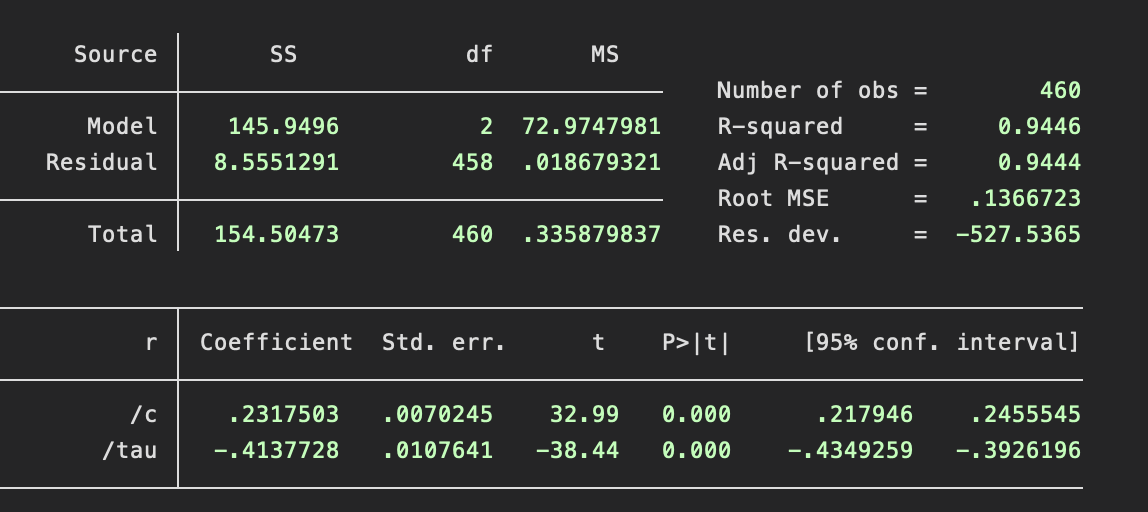 Source SS df MS
Number of obs = 460
Model 145.9496 2 72.9747981 R-squared = 0.9446
Residual 8.5551291 458 .018679321 Adj R-squared = 0.9444
Root MSE = .1366723
Total 154.50473 460 .335879837 Res. dev. = -527.5365
r Coefficient Std. err. t P>|t| [95% conf. interval]
/c .2317503 .0070245 32.99 0.000 .217946 .2455545
/tau -.4137728 .0107641 -38.44 0.000 -.4349259 -.3926196